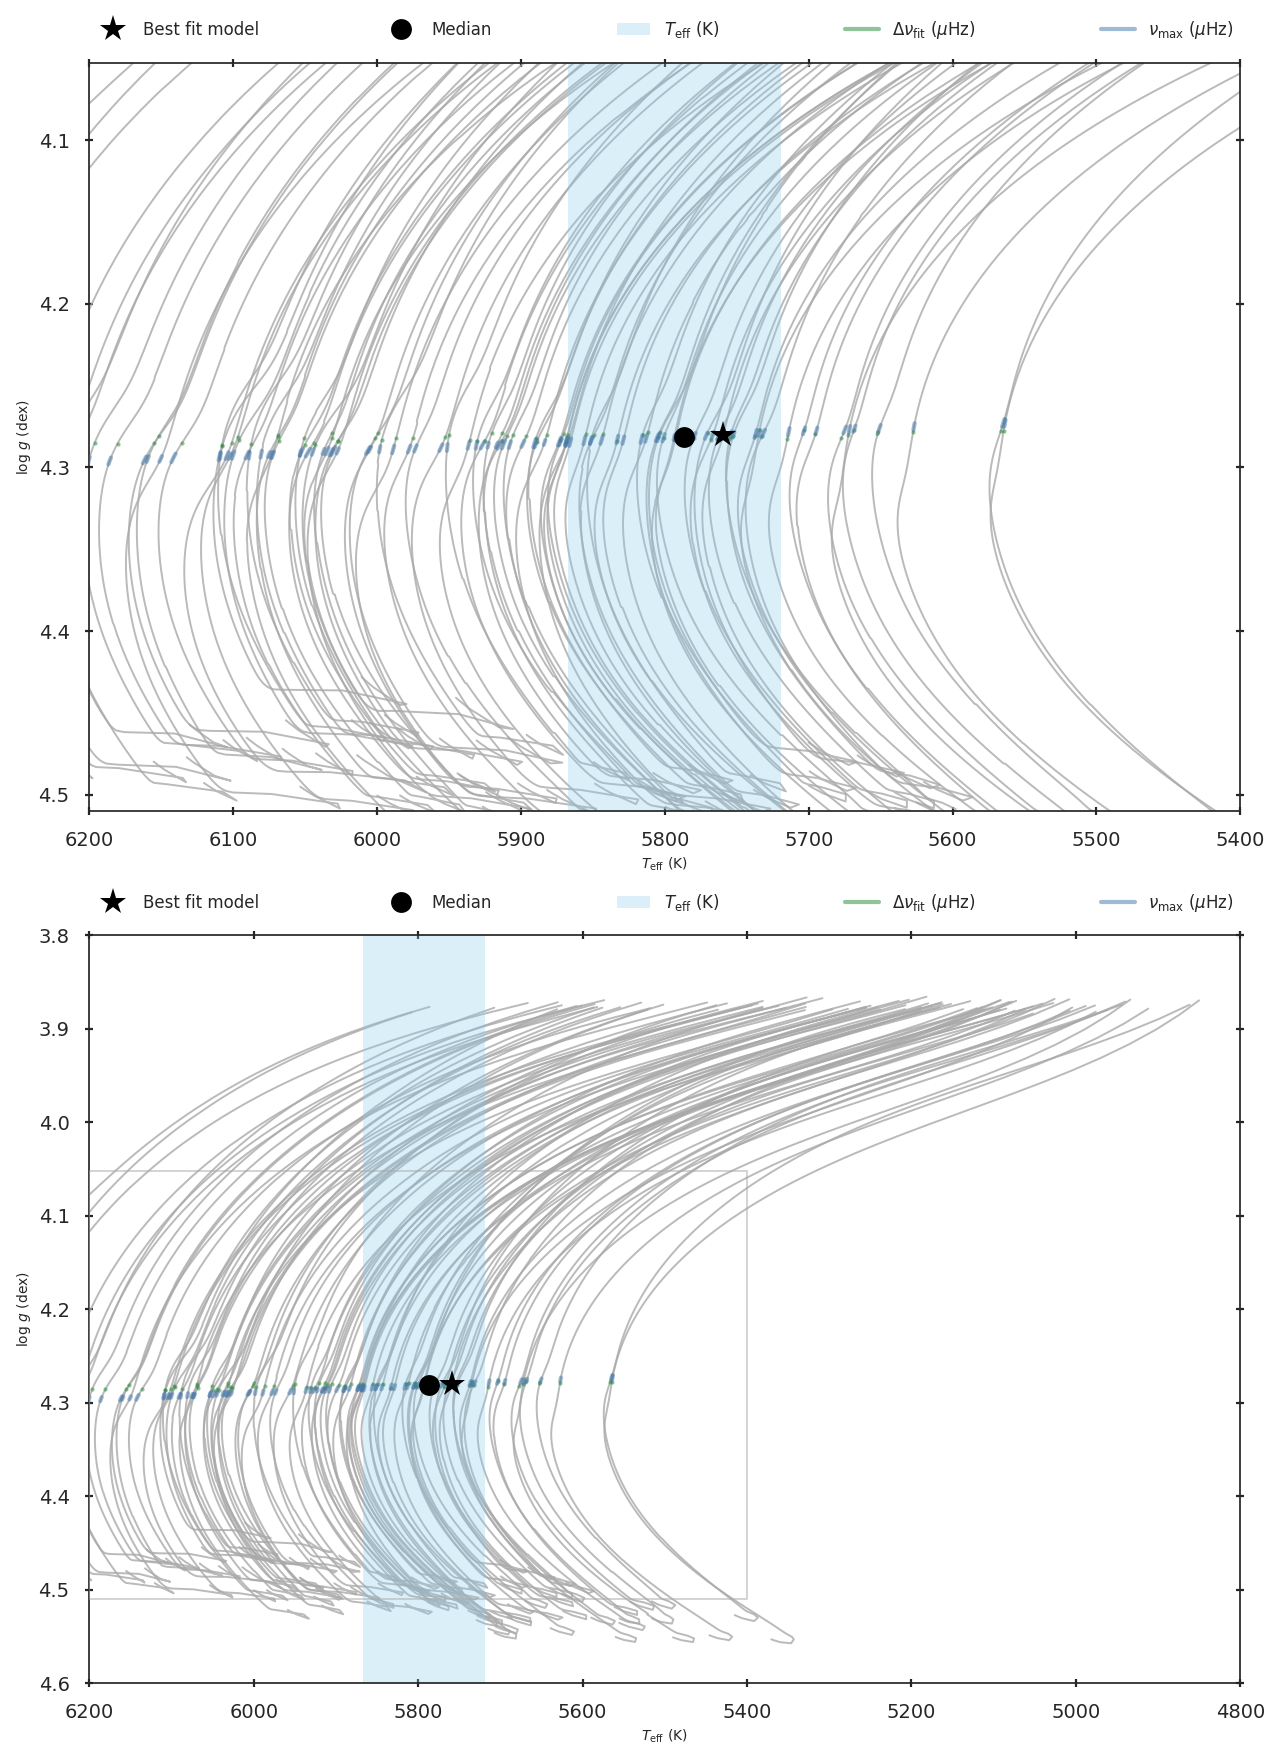 Best fit model Median T_eff (K) Δν_fit (μHz) ν_max (μHz)
4.1
4.2
4.3
4.4
4.5
log g (dex)
6200 6100 6000 5900 5800 5700 5600 5500 5400
T_eff (K)
Best fit model Median T_eff (K) Δν_fit (μHz) ν_max (μHz)
3.8
3.9
4.0
4.1
4.2
4.3
4.4
4.5
4.6
log g (dex)
6200 6000 5800 5600 5400 5200 5000 4800
T_eff (K)